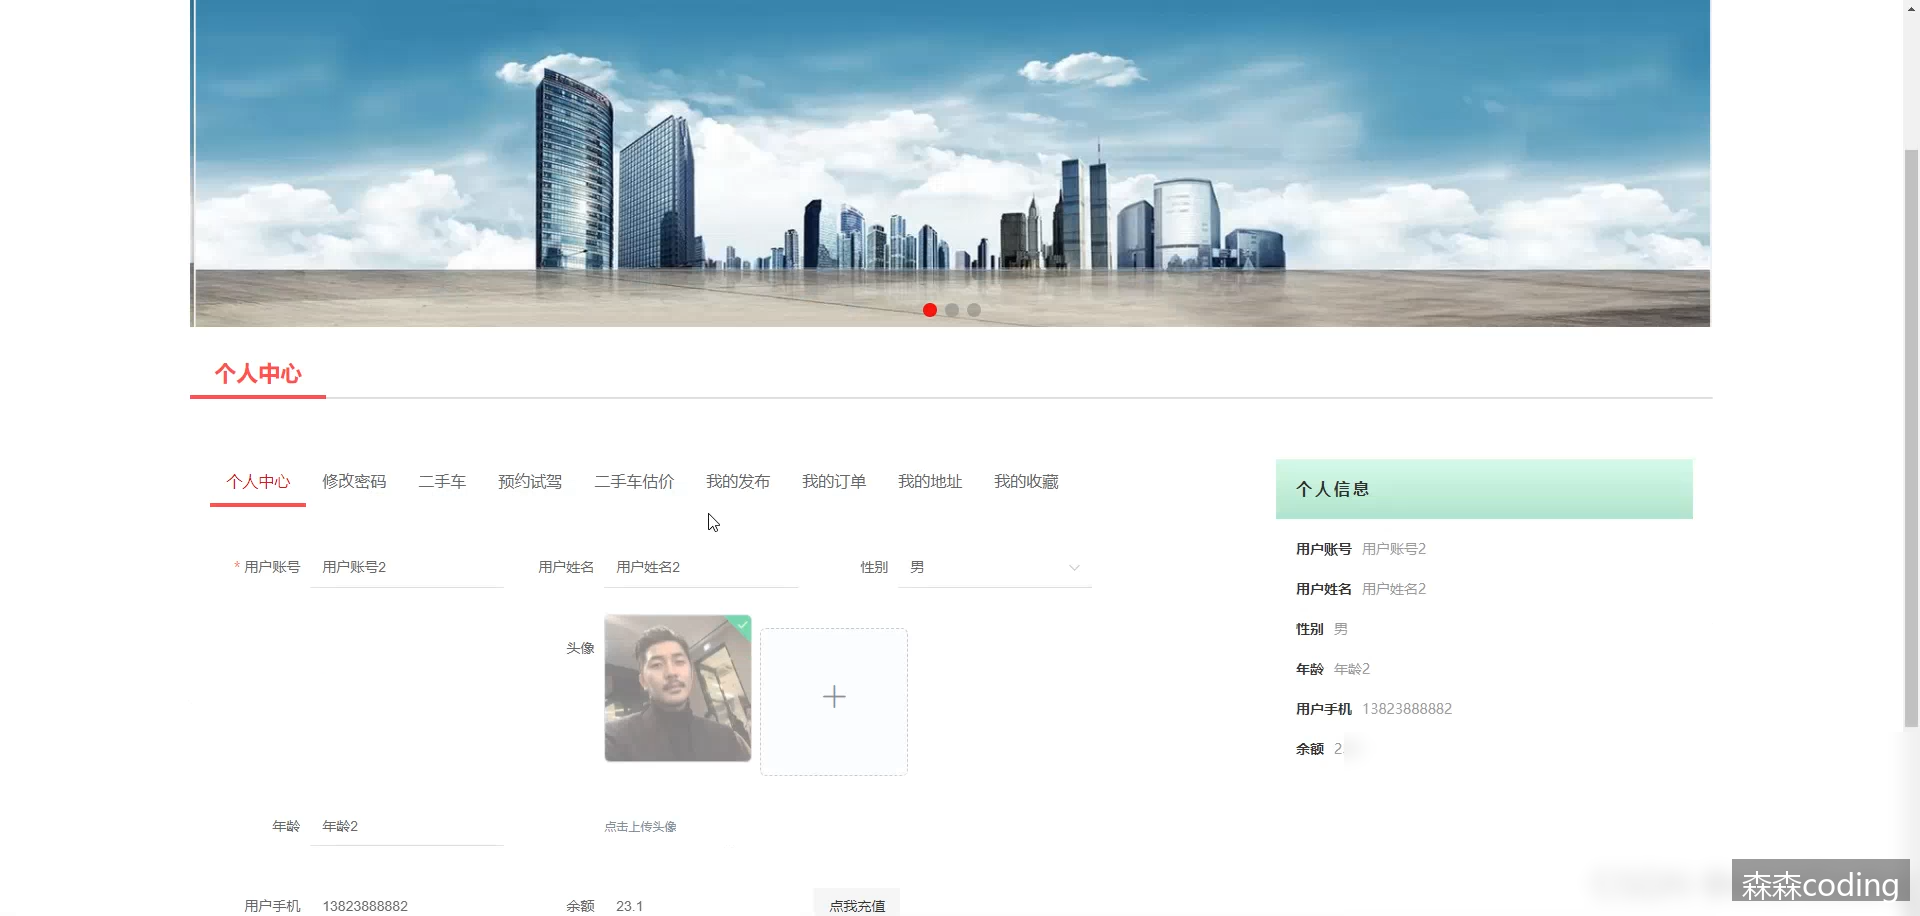 个人中心
个人中心 修改密码 二手车 预约试驾 二手车估价 我的发布 我的订单 我的地址 我的收藏
* 用户账号 用户账号2 用户姓名 用户姓名2 性别 男
头像
年龄 年龄2 点击上传头像
用户手机 13823888882 余额 23.1 点我充值
个人信息
用户账号 用户账号2
用户姓名 用户姓名2
性别 男
年龄 年龄2
用户手机 13823888882
余额 2
森森coding